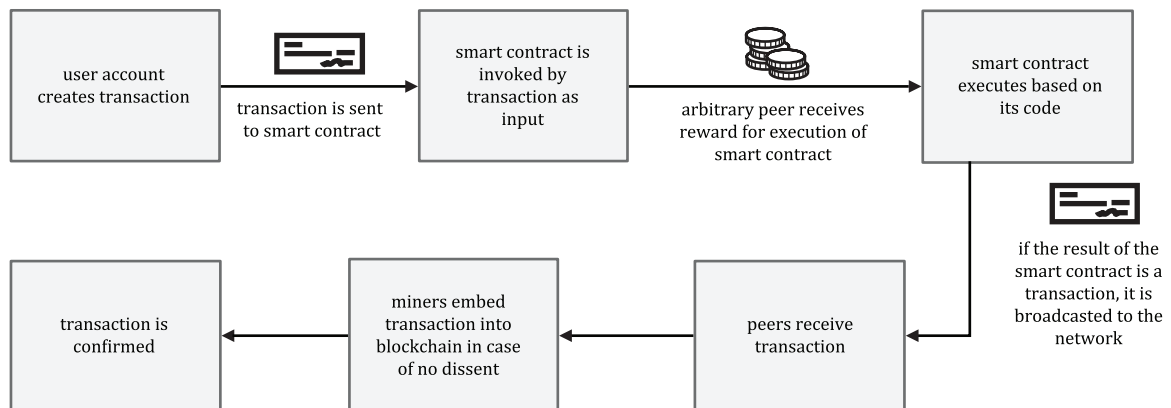 user account
creates transaction
transaction is sent
to smart contract
smart contract is
invoked by
transaction as
input
arbitrary peer receives
reward for execution of
smart contract
smart contract
executes based on
its code
if the result of the
smart contract is a
transaction, it is
broadcasted to the
network
peers receive
transaction
miners embed
transaction into
blockchain in case
of no dissent
transaction is
confirmed